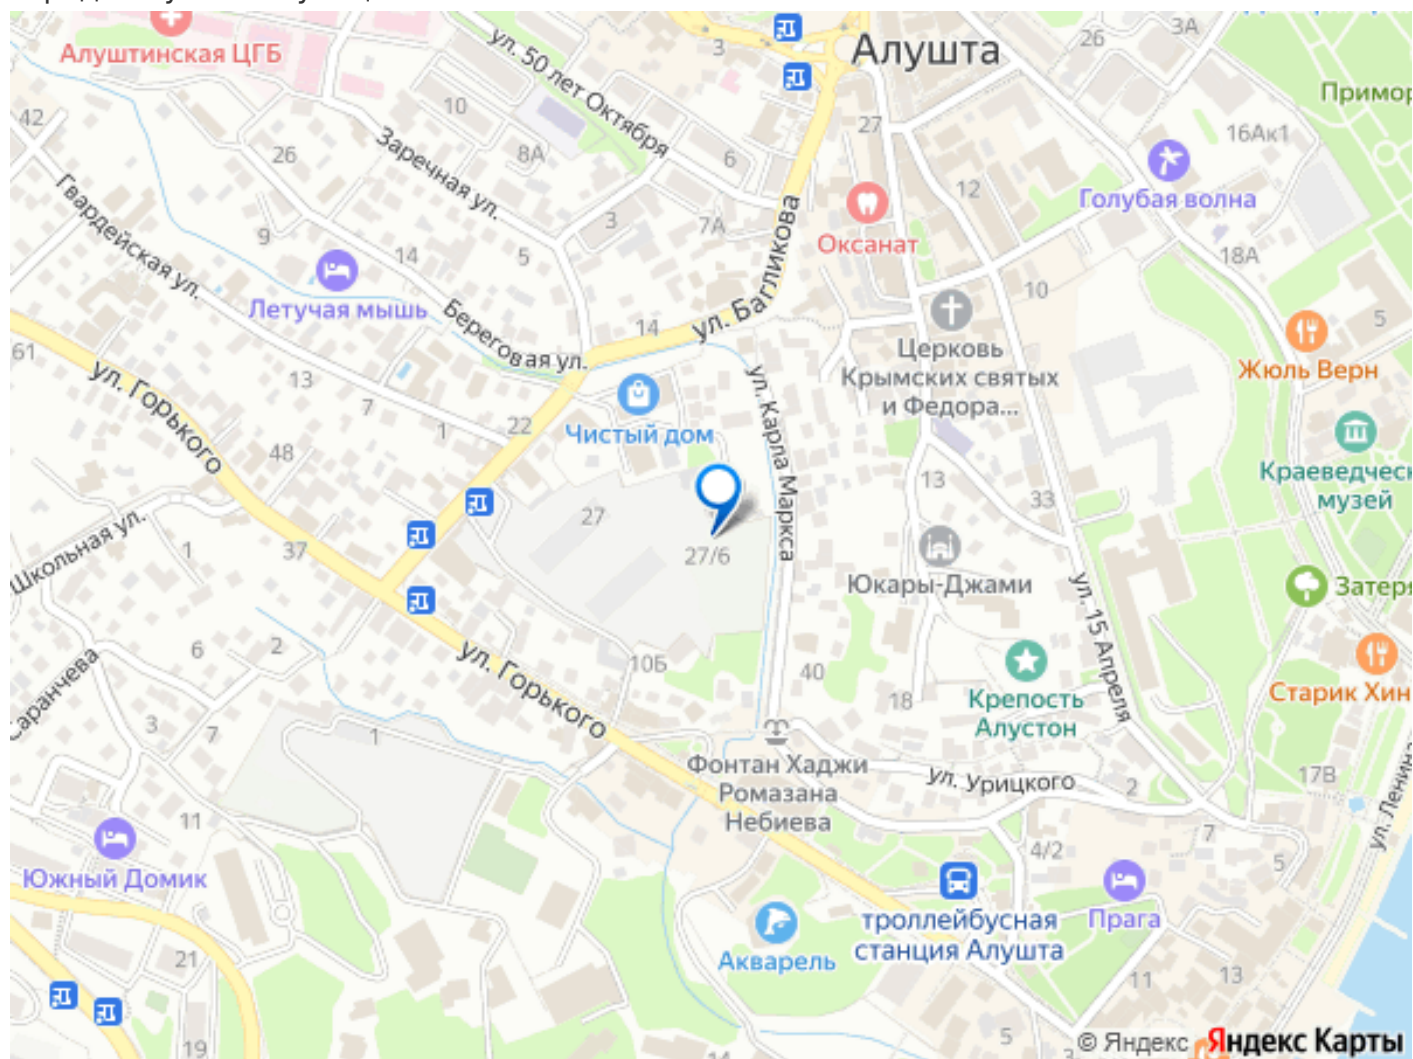 Алушта
Алуштинская ЦГБ
3
26
3А
Примор
ул. 50 лет Октября
10
42
27
16Ак1
8А
6
26
Заречная ул.
12
Голубая волна
Гвардейская ул.
3
7А
9
14
5
Оксанат
18А
ул. Багликова
10
Летучая мышь
14
5
Береговая ул.
Церковь
Крымских святых
и Федора...
61
Жюль Верн
ул. Горького
13
7
1
22
Чистый дом
ул. Карла Маркса
48
13
33
Краеведческ
музей
27
Школьная ул.
1
37
27/6
Юкары-Джами
Затеря
ул. 15 Апреля
6
2
10Б
40
18
Крепость
Алустон
Старик Хин
ул. Горького
3
7
1
Фонтан Хаджи
Ромазана
Небиева
ул. Урицкого
2
17В
ул. Ленина
11
7
5
4/2
Южный Домик
Прага
троллейбусная
станция Алушта
Акварель
21
11
13
19
5
© Яндекс Яндекс Карты